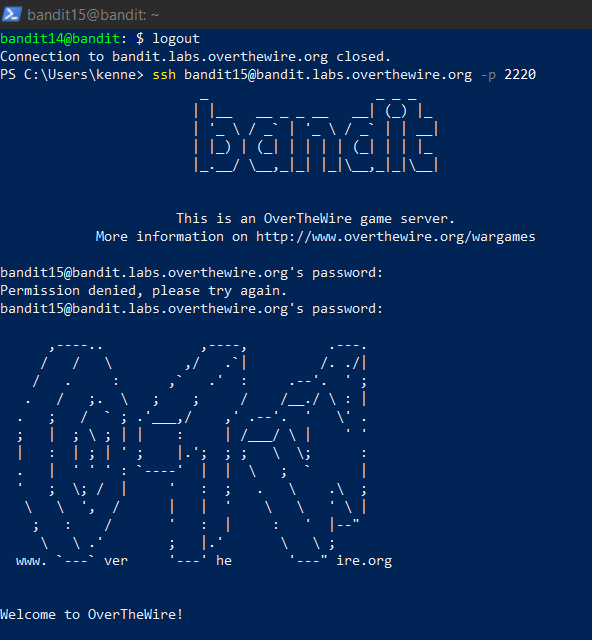 bandit15@bandit: ~
bandit14@bandit: $ logout
Connection to bandit.labs.overthewire.org closed.
PS C:\Users\kenne> ssh bandit15@bandit.labs.overthewire.org -p 2220
bandit
This is an OverTheWire game server.
More information on http://www.overthewire.org/wargames
bandit15@bandit.labs.overthewire.org's password:
Permission denied, please try again.
bandit15@bandit.labs.overthewire.org's password:
www. ver he ire.org
Welcome to OverTheWire!